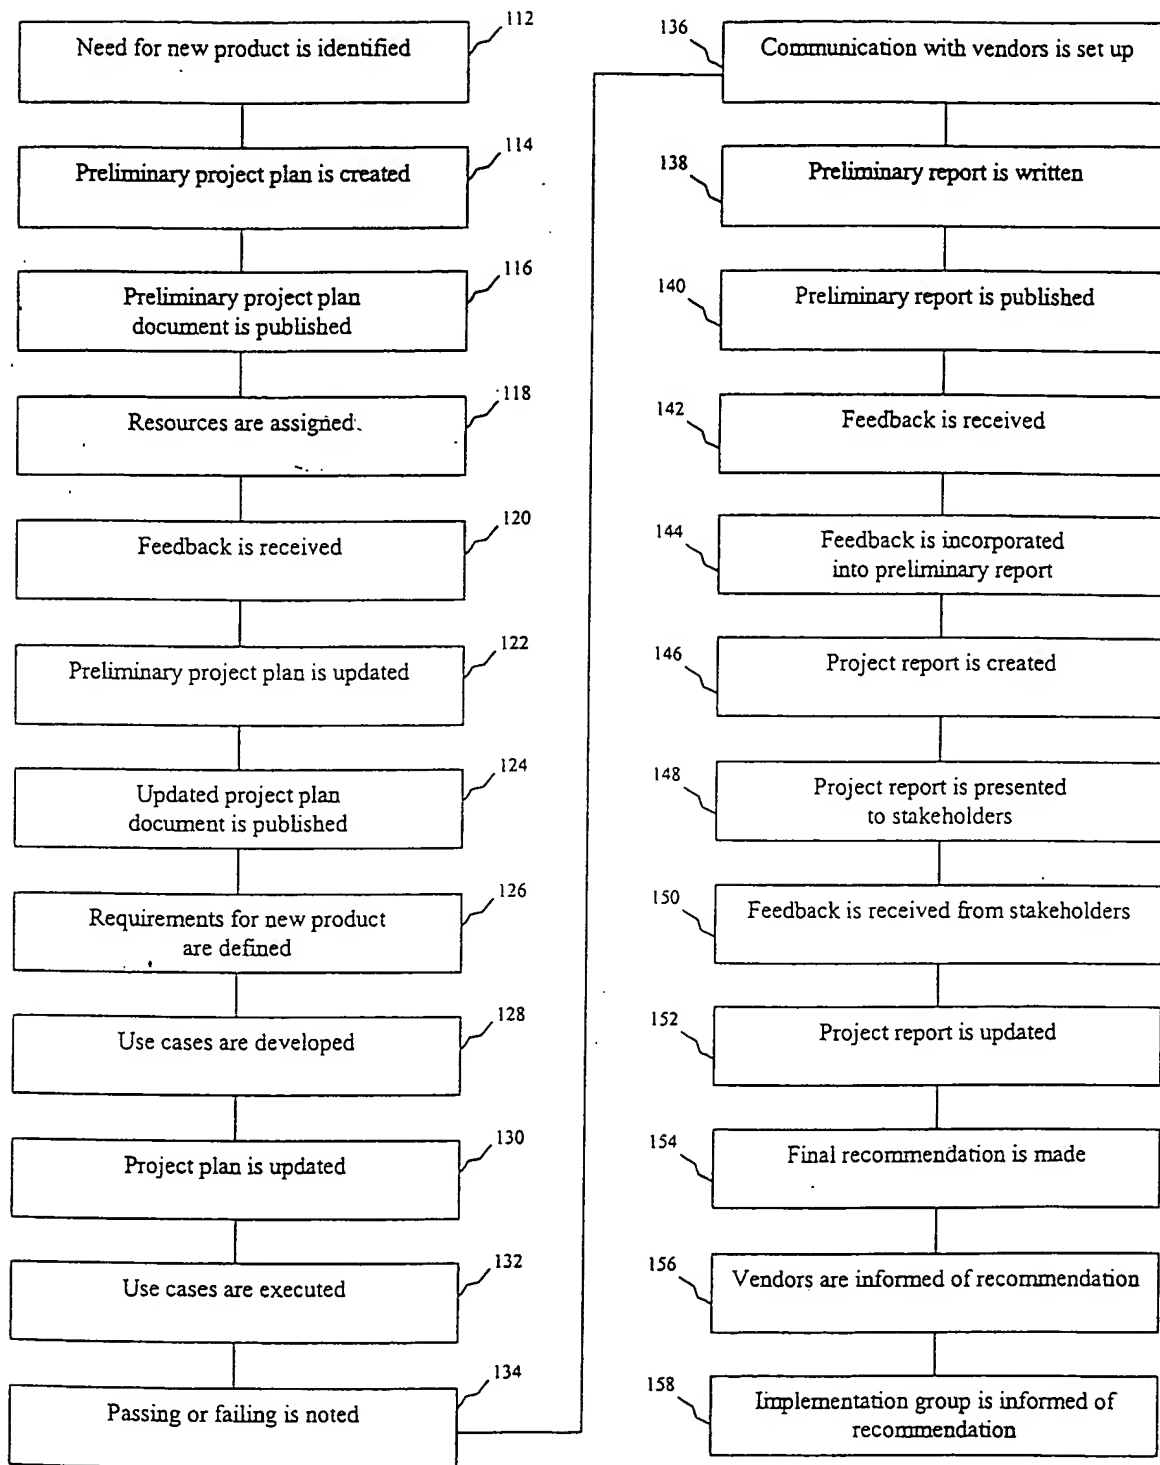 112
Need for new product is identified
114
Preliminary project plan is created
116
Preliminary project plan
document is published
118
Resources are assigned
120
Feedback is received
122
Preliminary project plan is updated
124
Updated project plan
document is published
126
Requirements for new product
are defined
128
Use cases are developed
130
Project plan is updated
132
Use cases are executed
134
Passing or failing is noted
136
Communication with vendors is set up
138
Preliminary report is written
140
Preliminary report is published
142
Feedback is received
144
Feedback is incorporated
into preliminary report
146
Project report is created
148
Project report is presented
to stakeholders
150
Feedback is received from stakeholders
152
Project report is updated
154
Final recommendation is made
156
Vendors are informed of recommendation
158
Implementation group is informed of
recommendation